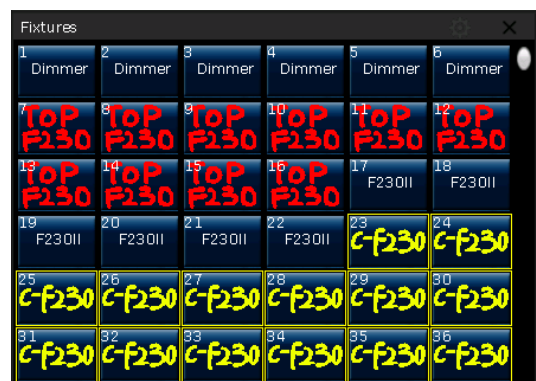 Fixtures
1 2 3 4 5 6
Dimmer Dimmer Dimmer Dimmer Dimmer Dimmer
7 8 9 10 11 12
TOP TOP TOP TOP TOP TOP
F230 F230 F230 F230 F230 F230
13 14 15 16 17 18
TOP TOP TOP TOP F230II F230II
F230 F230 F230 F230
19 20 21 22 23 24
F230II F230II F230II F230II C-F230 C-F230
25 26 27 28 29 30
C-F230 C-F230 C-F230 C-F230 C-F230 C-F230
31 32 33 34 35 36
C-F230 C-F230 C-F230 C-F230 C-F230 C-F230